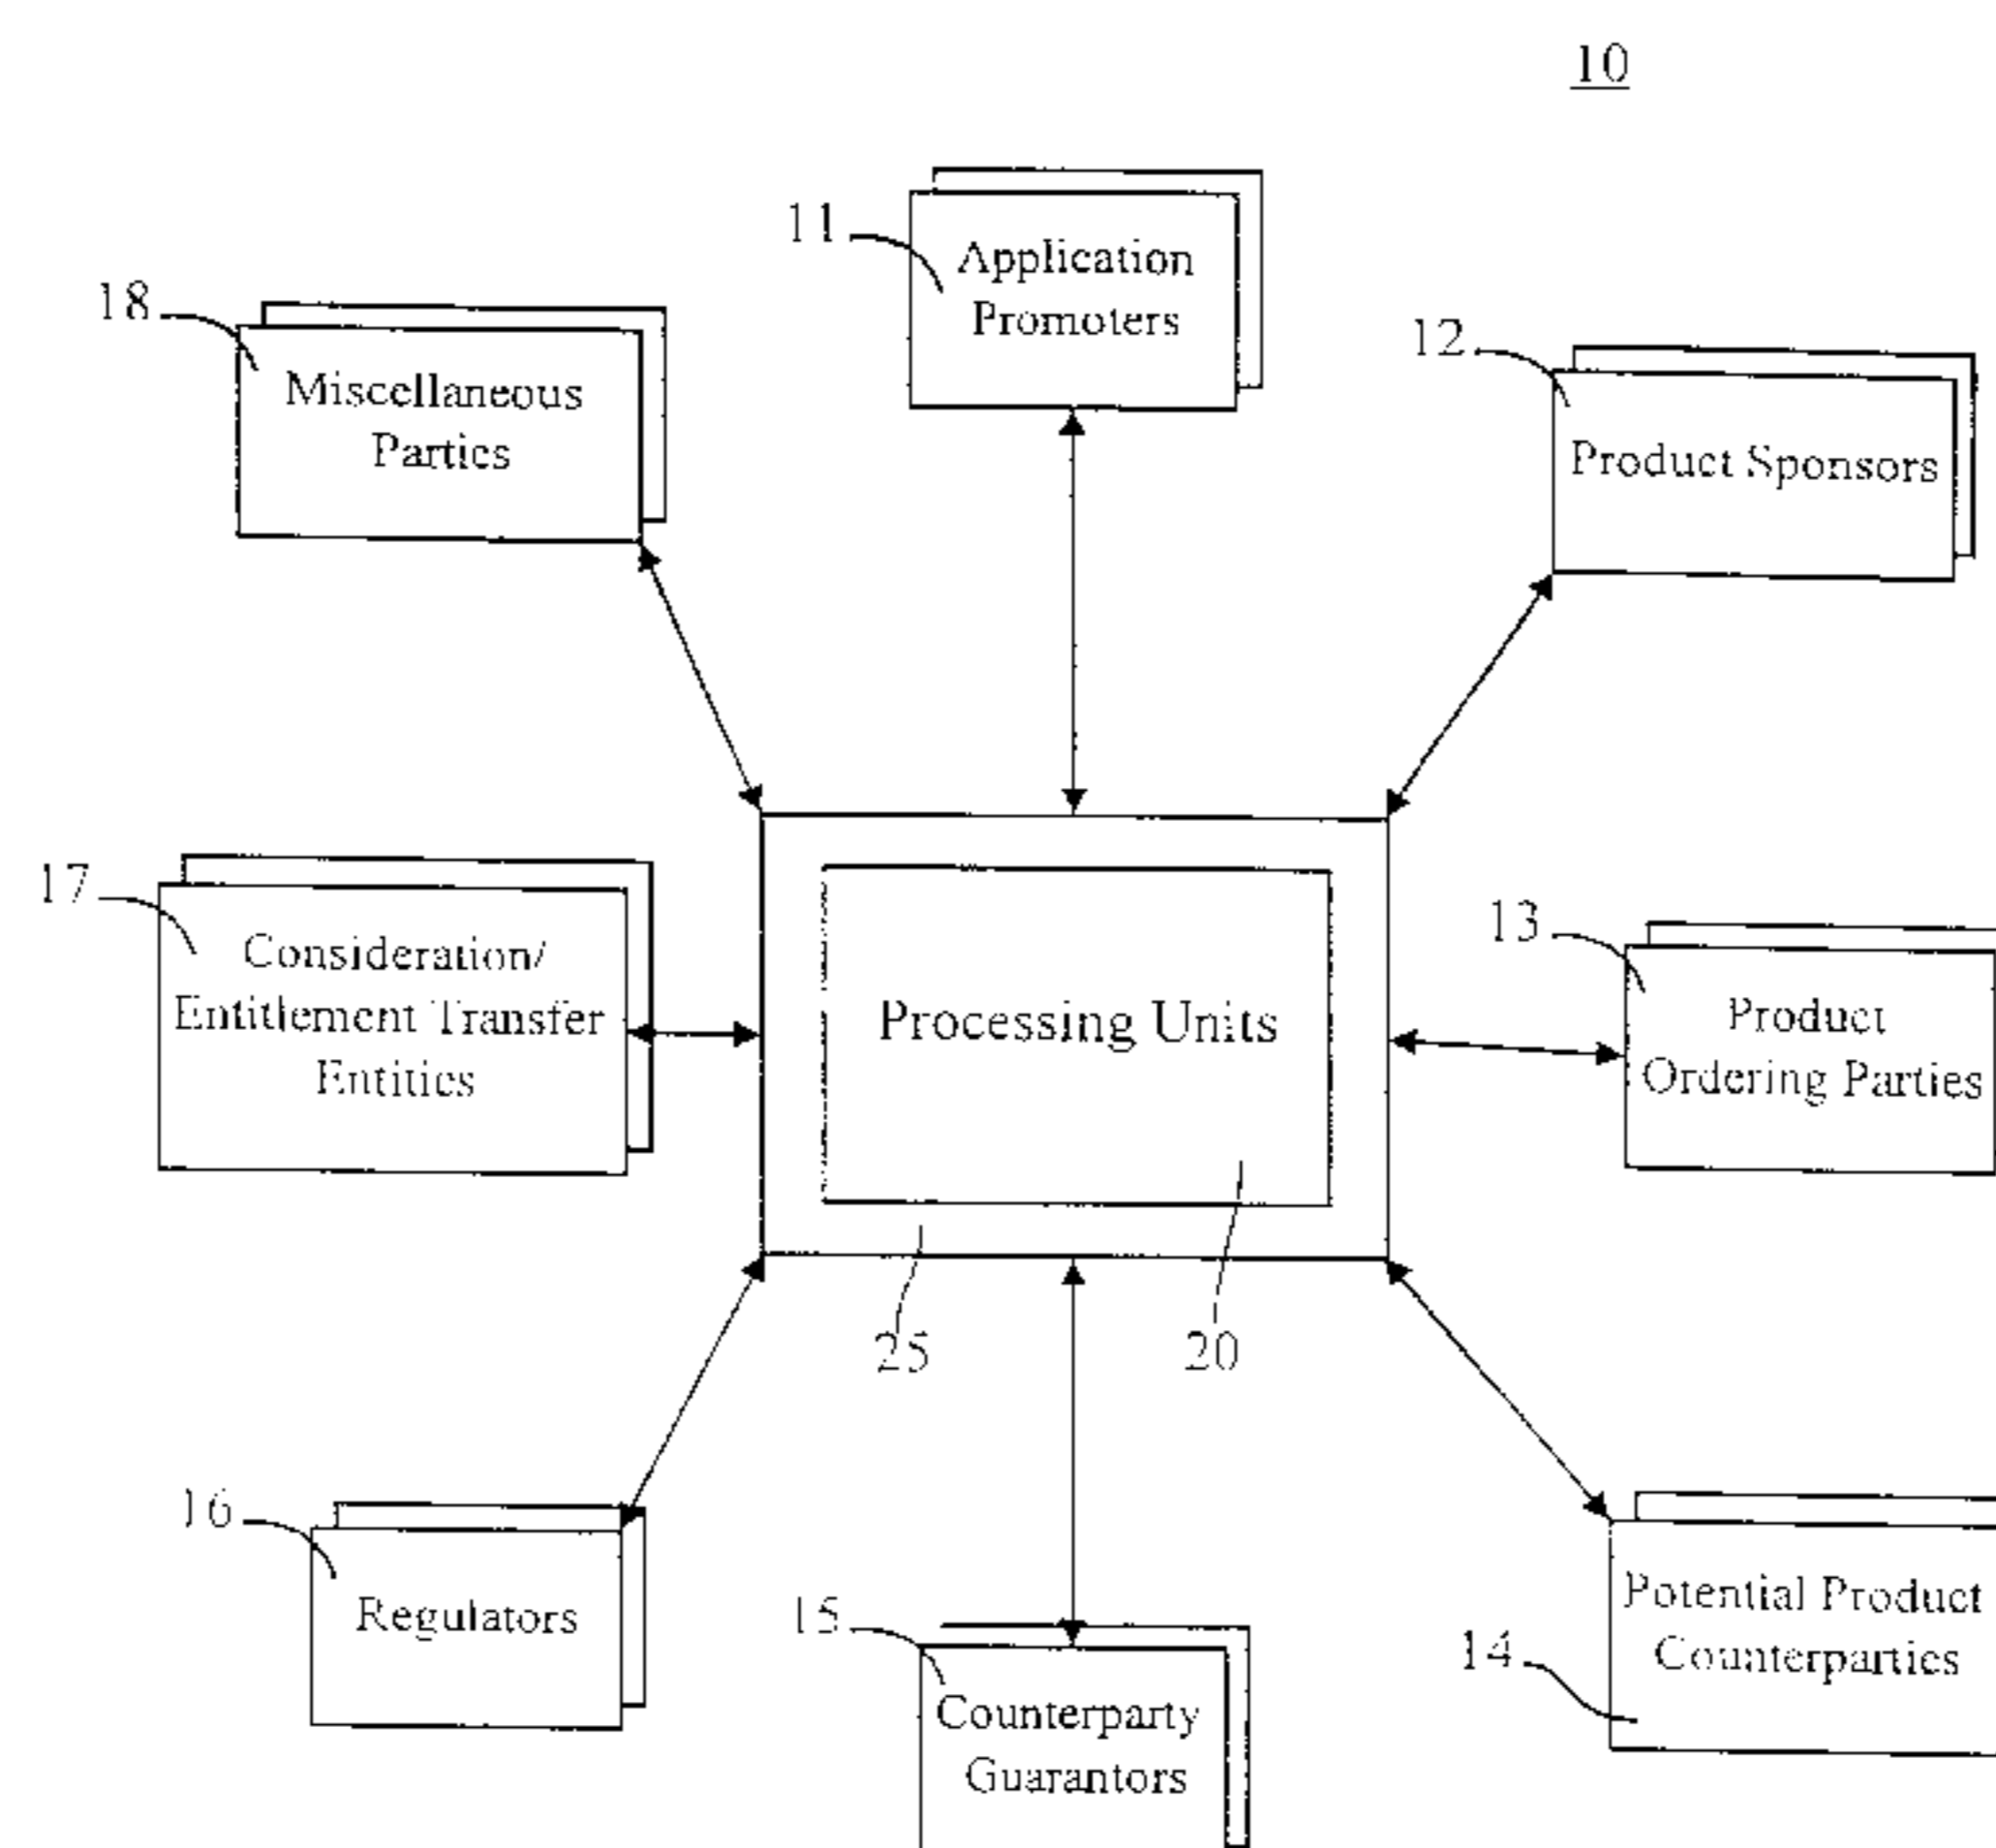 10
11
Application
Promoters
18
Miscellaneous
Parties
12
Product Sponsors
17
Consideration/
Entitlement Transfer
Entities
Processing Units
13
Product
Ordering Parties
25
20
16
Regulators
15
Counterparty
Guarantors
14
Potential Product
Counterparties